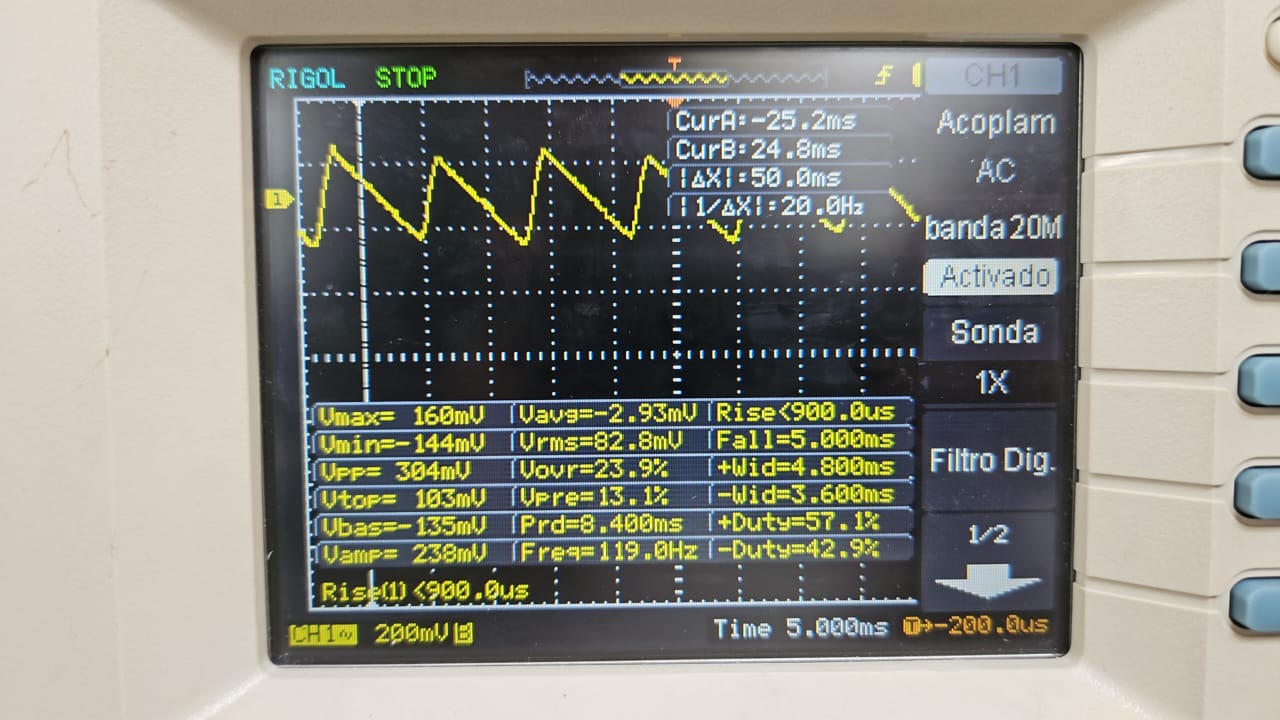 RIGOL STOP T CH1
CurA:-25.2ms
CurB:24.8ms
|ΔX|:50.0ms
|1/ΔX|:20.0Hz
1
Acoplam
AC
banda20M
Activado
Sonda
1X
Filtro Dig.
1/2
Vmax= 160mV Vavg=-2.93mV Rise<900.0us
Vmin=-144mV Vrms=82.8mV Fall=5.000ms
Vpp= 304mV Vovr=23.9% +Wid=4.800ms
Vtop= 103mV Vpre=13.1% -Wid=3.600ms
Vbas=-135mV Prd=8.400ms +Duty=57.1%
Vamp= 238mV Freq=119.0Hz -Duty=42.9%
Rise(1)<900.0us
CH1 200mV B Time 5.000ms T→-200.0us